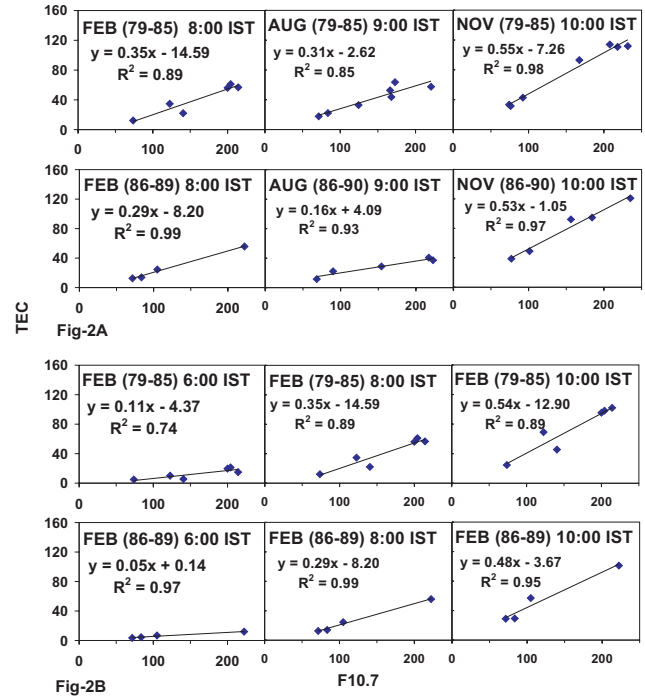 FEB (79-85) 8:00 IST
y = 0.35x - 14.59
R² = 0.89
AUG (79-85) 9:00 IST
y = 0.31x - 2.62
R² = 0.85
NOV (79-85) 10:00 IST
y = 0.55x - 7.26
R² = 0.98
160
120
80
40
0
0 100 200
0 100 200
0 100 200
FEB (86-89) 8:00 IST
y = 0.29x - 8.20
R² = 0.99
AUG (86-90) 9:00 IST
y = 0.16x + 4.09
R² = 0.93
NOV (86-90) 10:00 IST
y = 0.53x - 1.05
R² = 0.97
160
120
80
40
0
0 100 200
0 100 200
0 100 200
Fig-2A
TEC
FEB (79-85) 6:00 IST
y = 0.11x - 4.37
R² = 0.74
FEB (79-85) 8:00 IST
y = 0.35x - 14.59
R² = 0.89
FEB (79-85) 10:00 IST
y = 0.54x - 12.90
R² = 0.89
160
120
80
40
0
0 100 200
0 100 200
0 100 200
FEB (86-89) 6:00 IST
y = 0.05x + 0.14
R² = 0.97
FEB (86-89) 8:00 IST
y = 0.29x - 8.20
R² = 0.99
FEB (86-89) 10:00 IST
y = 0.48x - 3.67
R² = 0.95
160
120
80
40
0
0 100 200
0 100 200
0 100 200
Fig-2B
F10.7